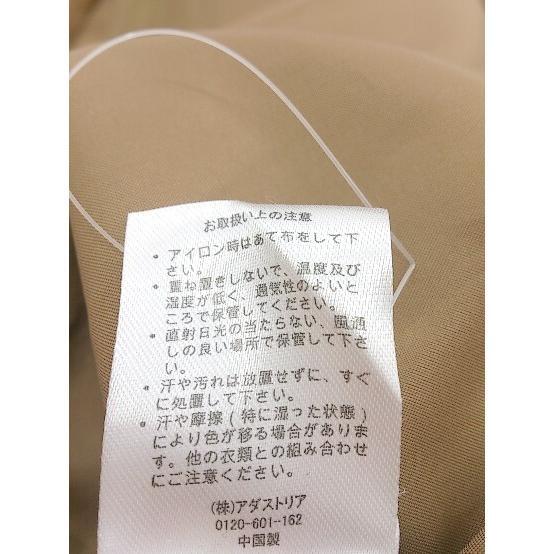 お取扱い上の注意
• アイロン時はあて布をして下
さい。
• 重ね置きしないで、温度及び
湿度が低く、通気性のよいと
ころで保管してください。
• 直射日光の当たらない、風通
しの良い場所で保管して下さ
い。
• 汗や汚れは放置せずに、すぐ
に処置して下さい。
• 汗や摩擦(特に湿った状態)
により色が移る場合がありま
す。他の衣類との組み合わせ
にご注意ください。
(株)アダストリア
0120-601-162
中国製